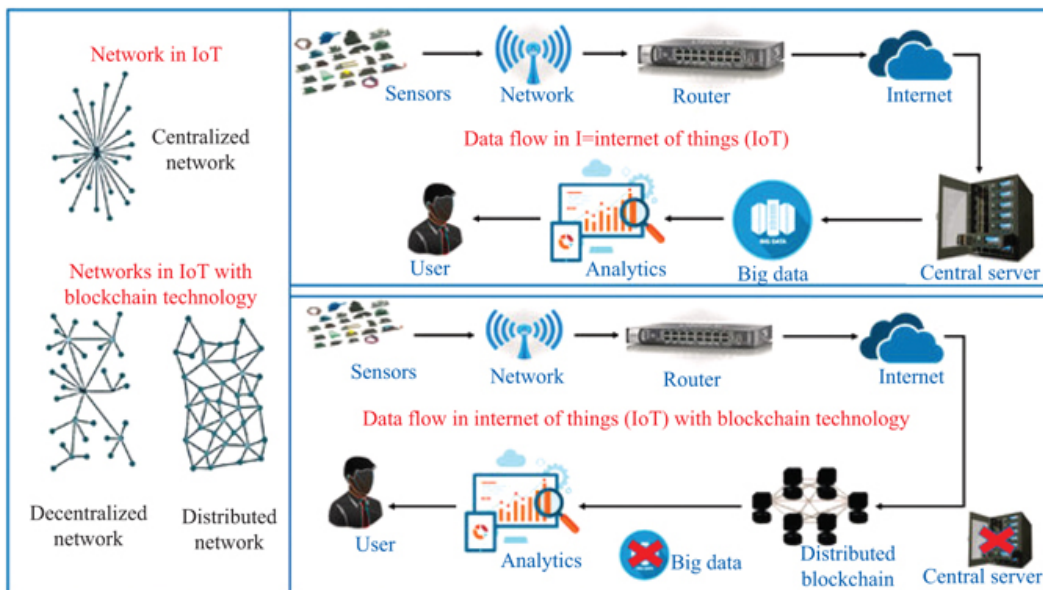 Network in IoT
Centralized
network
Networks in IoT with
blockchain technology
Decentralized
network
Distributed
network
Sensors
Network
Router
Internet
Data flow in I=internet of things (IoT)
User
Analytics
BIG DATA
Big data
Central server
Sensors
Network
Router
Internet
Data flow in internet of things (IoT) with blockchain technology
User
Analytics
Big data
Distributed
blockchain
Central server